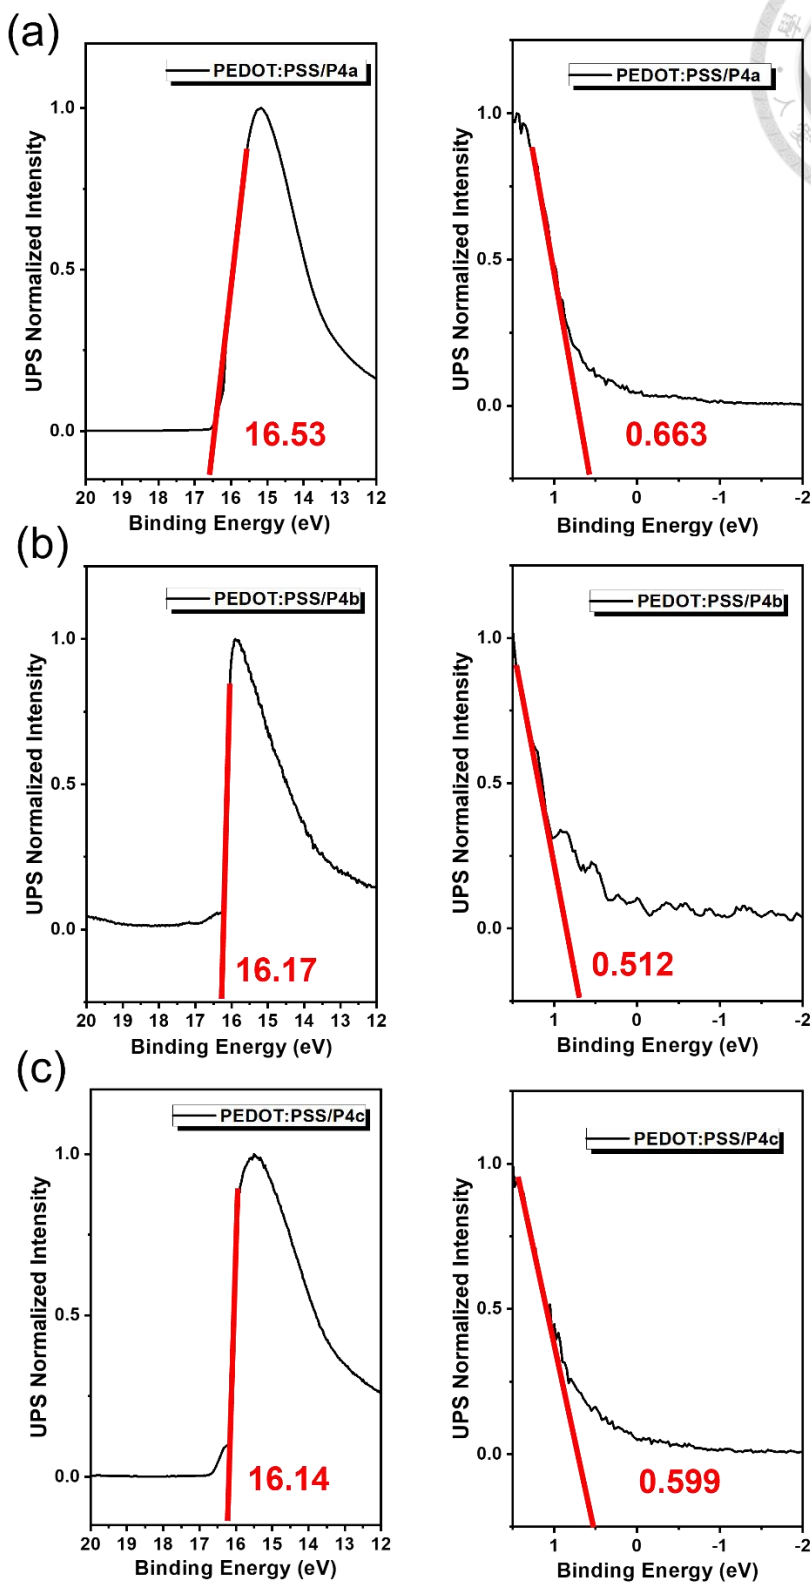 (a)
PEDOT:PSS/P4a
UPS Normalized Intensity
1.0
0.5
0.0
16.53
20 19 18 17 16 15 14 13 12
Binding Energy (eV)
PEDOT:PSS/P4a
UPS Normalized Intensity
1.0
0.5
0.0
0.663
1 0 -1 -2
Binding Energy (eV)
(b)
PEDOT:PSS/P4b
UPS Normalized Intensity
1.0
0.5
0.0
16.17
20 19 18 17 16 15 14 13 12
Binding Energy (eV)
PEDOT:PSS/P4b
UPS Normalized Intensity
1.0
0.5
0.0
0.512
1 0 -1 -2
Binding Energy (eV)
(c)
PEDOT:PSS/P4c
UPS Normalized Intensity
1.0
0.5
0.0
16.14
20 19 18 17 16 15 14 13 12
Binding Energy (eV)
PEDOT:PSS/P4c
UPS Normalized Intensity
1.0
0.5
0.0
0.599
1 0 -1 -2
Binding Energy (eV)